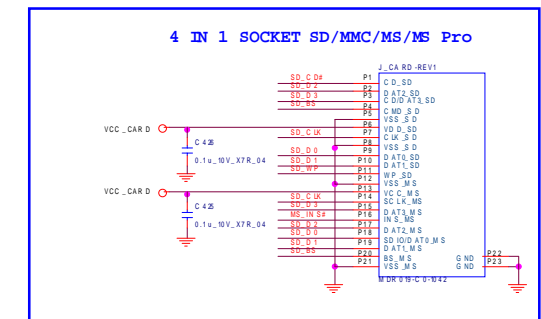 4 IN 1 SOCKET SD/MMC/MS/MS Pro
J_CARD-REV1
SD_CD# P1 CD_SD
SD_D2 P2 DAT2_SD
SD_D3 P3 CD/DAT3_SD
SD_BS P4 CMD_SD
P5 VSS_SD
VCC_CARD P6 VDD_SD
SD_CLK P7 CLK_SD
P8 VSS_SD
C426
SD_D0 P9 DAT0_SD
SD_D1 P10 DAT1_SD
0.1u_10V_X7R_04
SD_WP P11 WP_SD
P12 VSS_MS
VCC_CARD P13 VCC_MS
SD_CLK P14 SCLK_MS
C425
SD_D3 P15 DAT3_MS
MS_INS# P16 INS_MS
0.1u_10V_X7R_04
SD_D2 P17 DAT2_MS
SD_D0 P18 SDIO/DAT0_MS
SD_D1 P19 DAT1_MS
SD_BS P20 BS_MS GND P22
P21 VSS_MS GND P23
MDR019-C0-1042